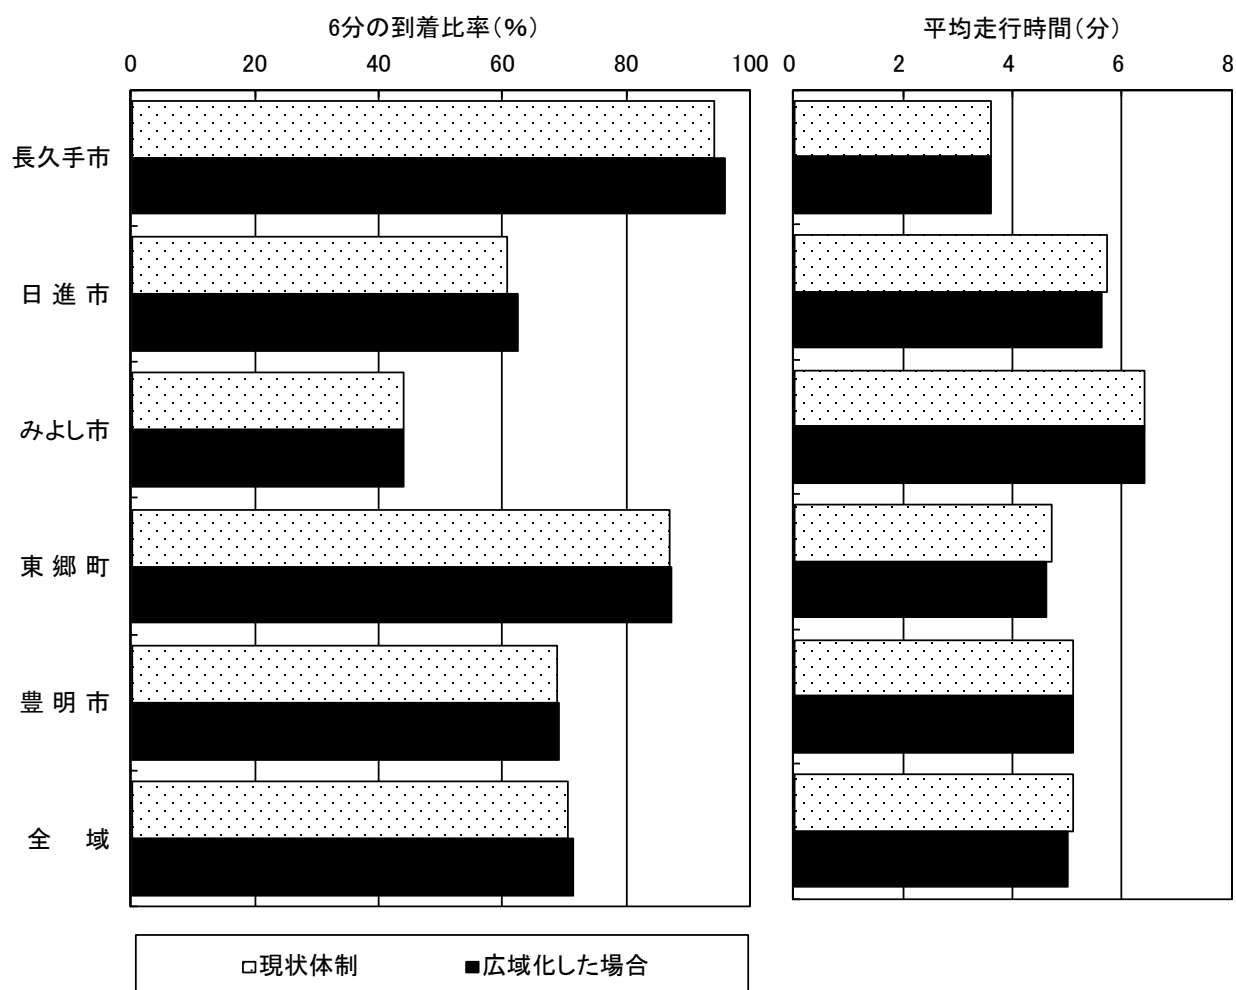 6分の到着比率(%)
平均走行時間(分)
0 20 40 60 80 100
0 2 4 6 8
長久手市
日 進 市
みよし市
東 郷 町
豊 明 市
全 域
現状体制 広域化した場合